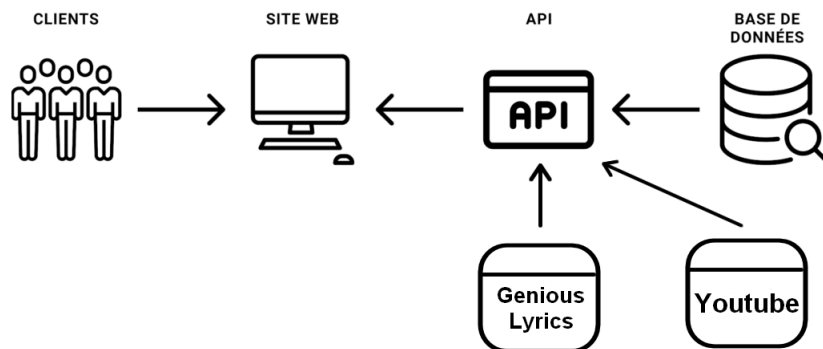 CLIENTS
SITE WEB
API
BASE DE
DONNÉES
API
Genious
Lyrics
Youtube